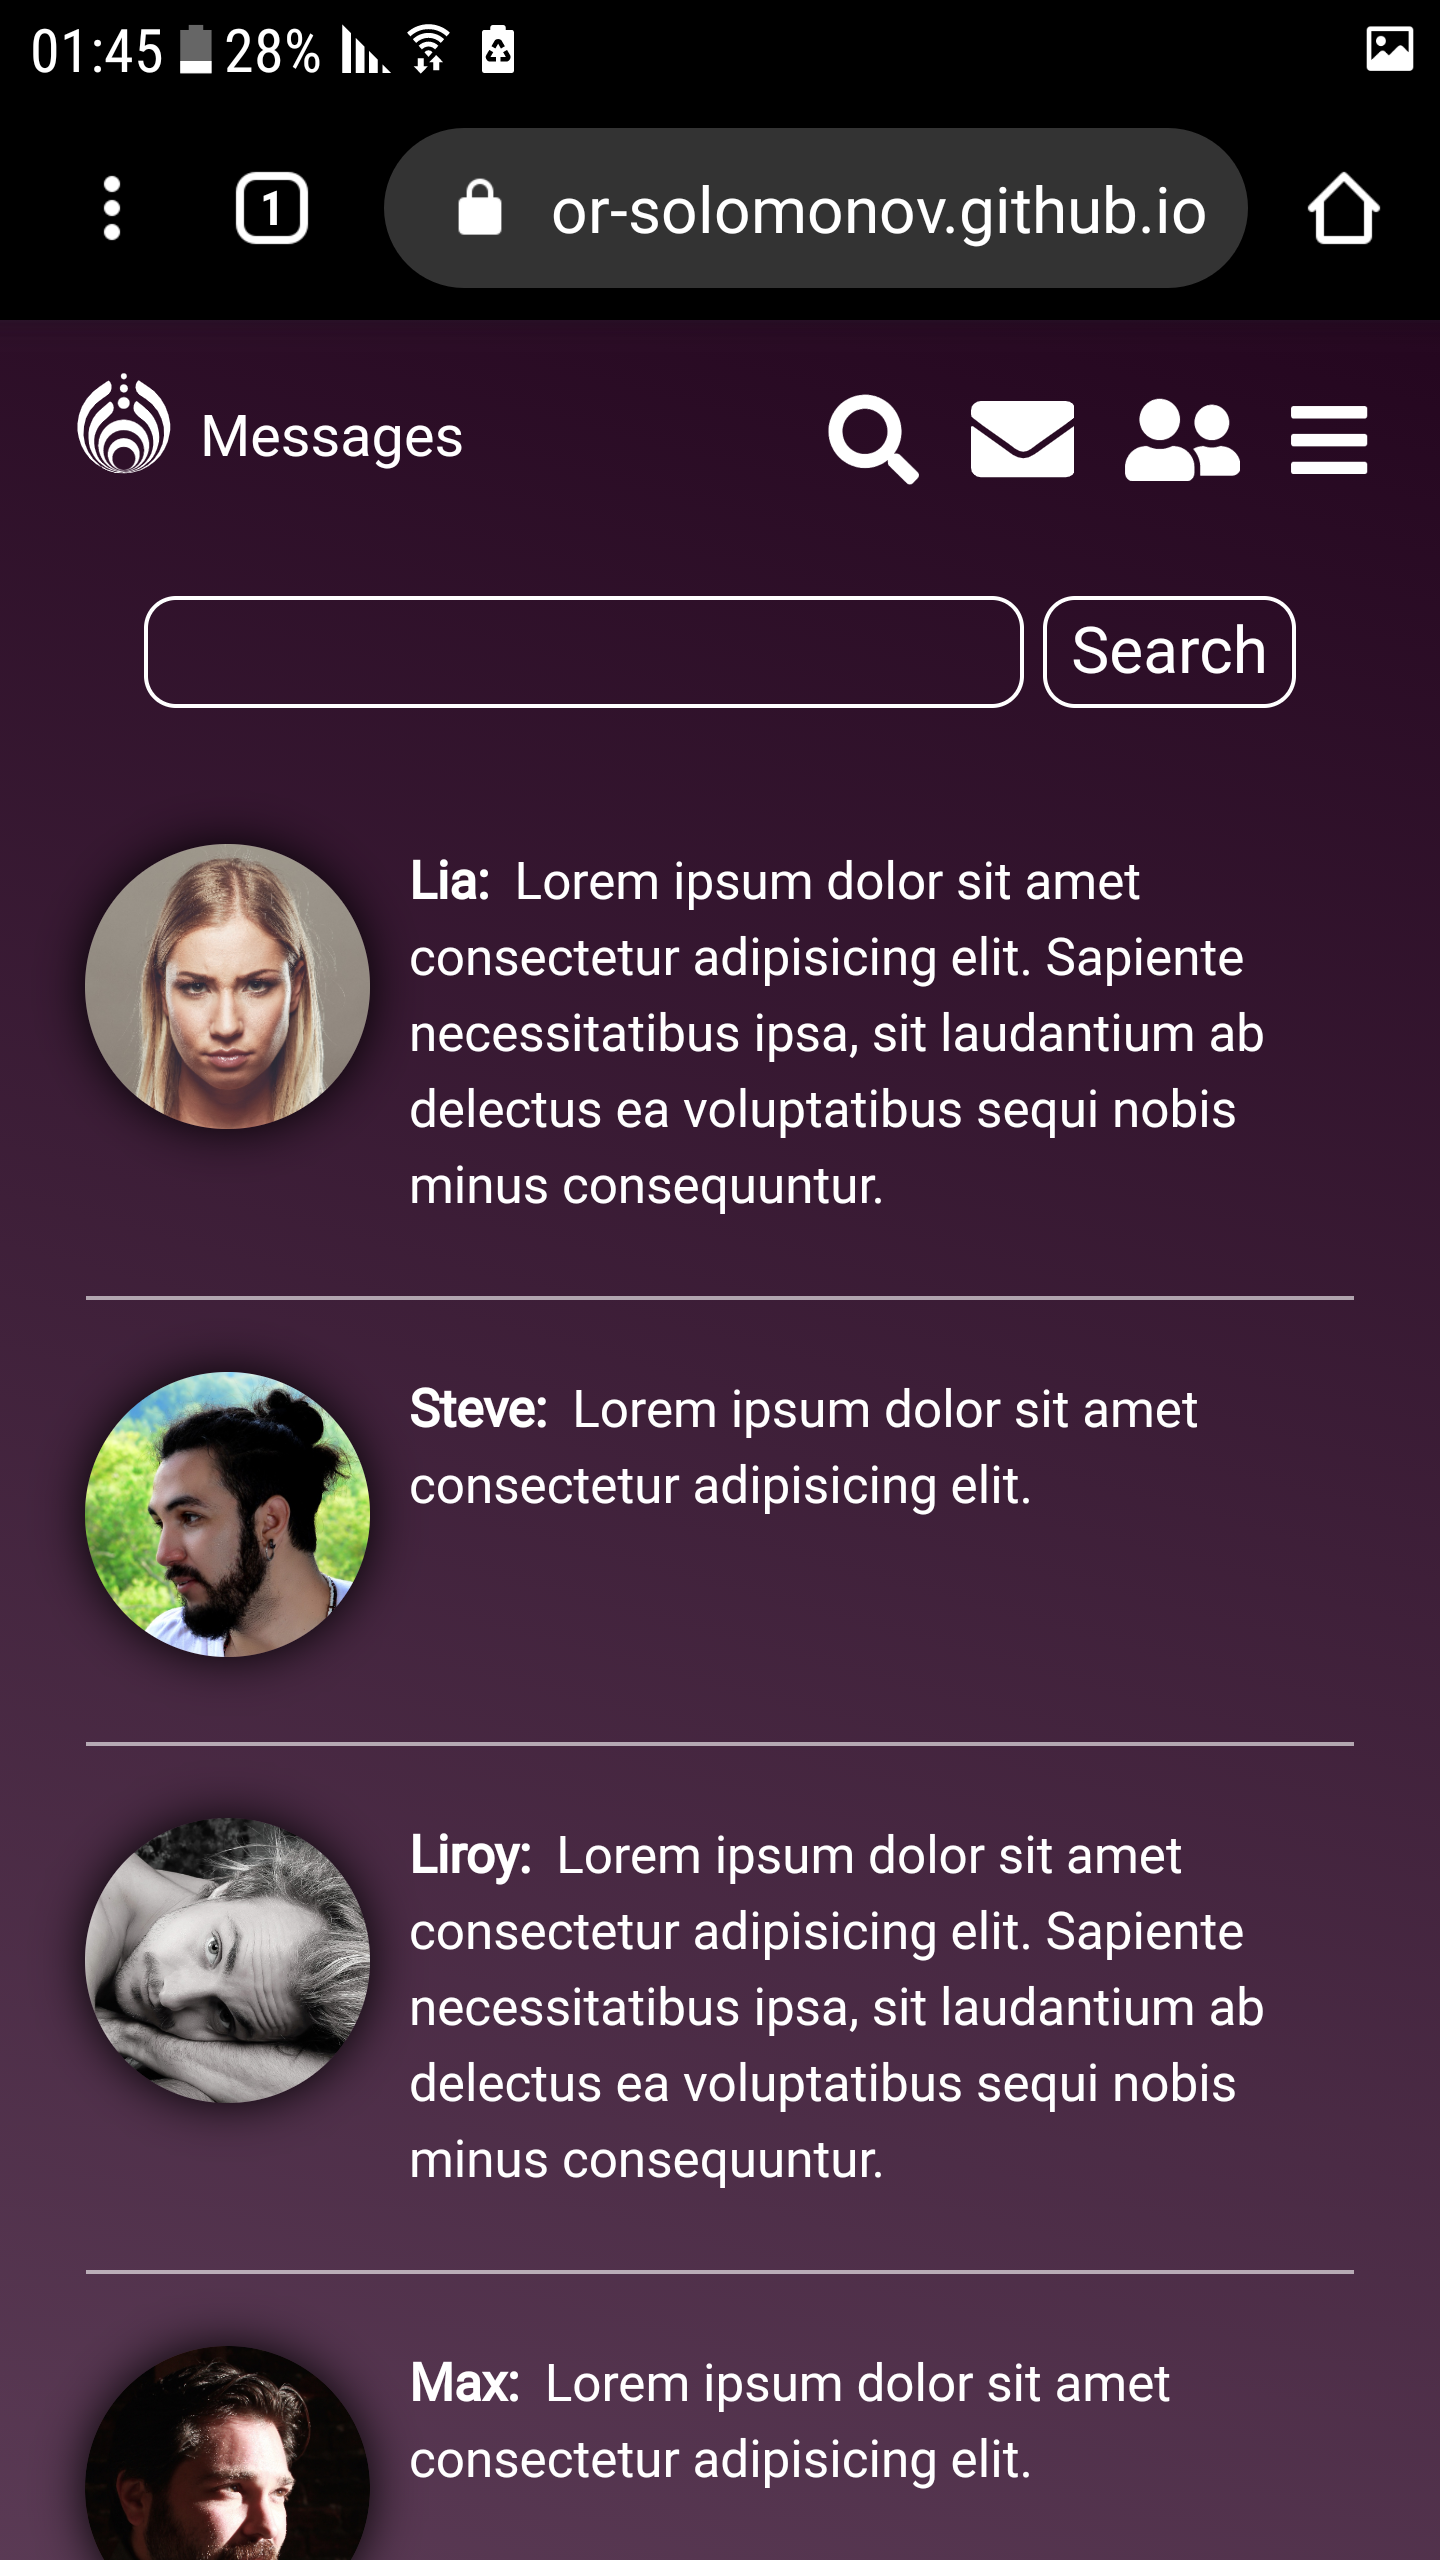 01:45 28%
1 or-solomonov.github.io
Messages
Search
Lia: Lorem ipsum dolor sit amet
consectetur adipisicing elit. Sapiente
necessitatibus ipsa, sit laudantium ab
delectus ea voluptatibus sequi nobis
minus consequuntur.
Steve: Lorem ipsum dolor sit amet
consectetur adipisicing elit.
Liroy: Lorem ipsum dolor sit amet
consectetur adipisicing elit. Sapiente
necessitatibus ipsa, sit laudantium ab
delectus ea voluptatibus sequi nobis
minus consequuntur.
Max: Lorem ipsum dolor sit amet
consectetur adipisicing elit.